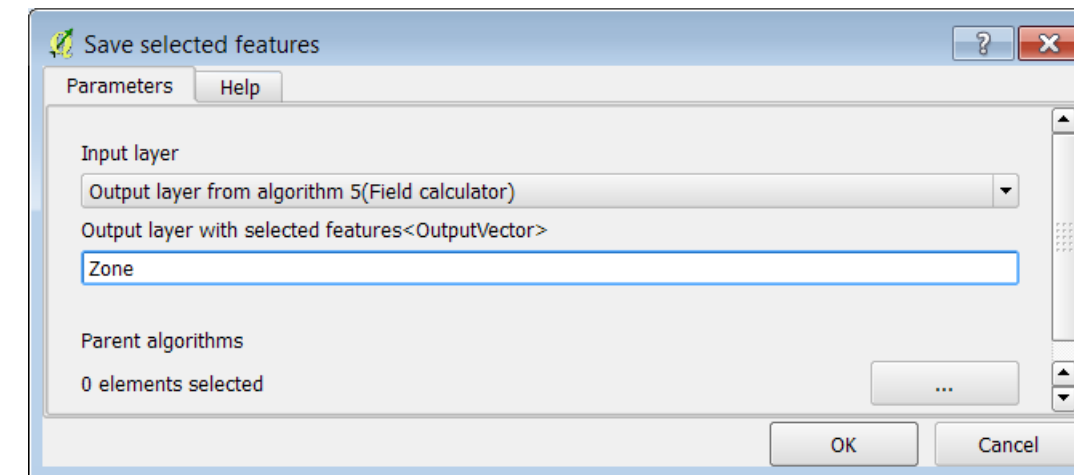 Save selected features
?
Parameters Help
Input layer
Output layer from algorithm 5(Field calculator)
Output layer with selected features<OutputVector>
Zone
Parent algorithms
0 elements selected
...
OK Cancel